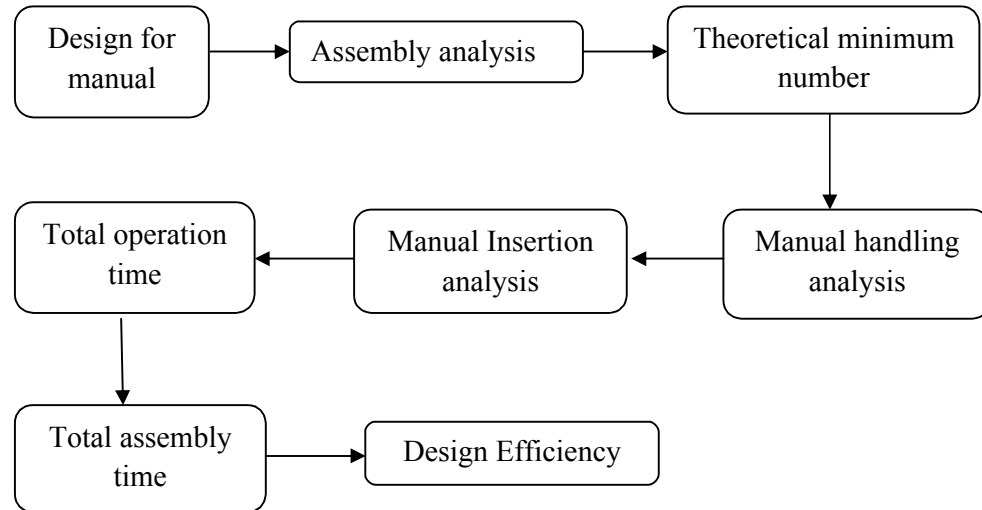 Design for
manual
Assembly analysis
Theoretical minimum
number
Manual handling
analysis
Manual Insertion
analysis
Total operation
time
Total assembly
time
Design Efficiency